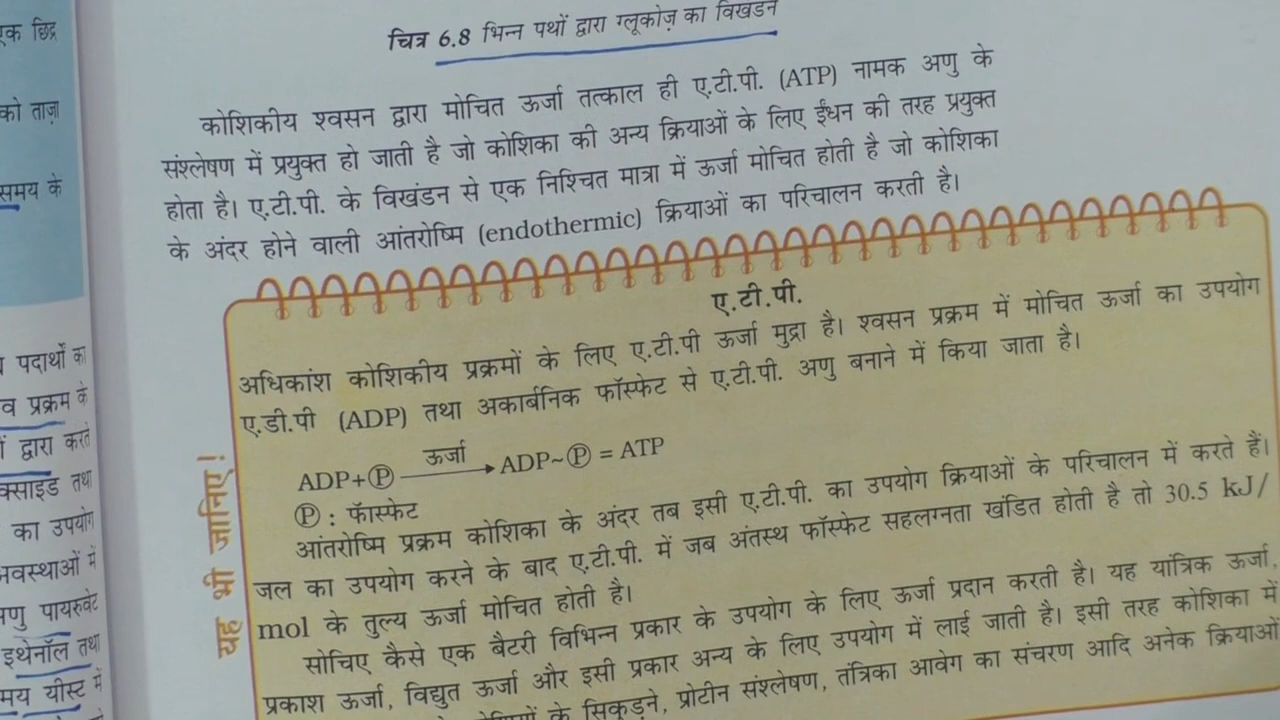 एक छिद्र
को ताज़ा
समय के
पदार्थों का
व प्रक्रम के
द्वारा करते
क्साइड तथा
का उपयोग
अवस्थाओं में
पायरुवेट
इथेनॉल तथा
मय यीस्ट में
चित्र 6.8 भिन्न पथों द्वारा ग्लूकोज़ का विखंडन
कोशिकीय श्वसन द्वारा मोचित ऊर्जा तत्काल ही ए.टी.पी. (ATP) नामक अणु के
संश्लेषण में प्रयुक्त हो जाती है जो कोशिका की अन्य क्रियाओं के लिए ईंधन की तरह प्रयुक्त
होता है। ए.टी.पी. के विखंडन से एक निश्चित मात्रा में ऊर्जा मोचित होती है जो कोशिका
के अंदर होने वाली आंतरोष्मि (endothermic) क्रियाओं का परिचालन करती है।
यह भी जानिए!
ए.टी.पी.
अधिकांश कोशिकीय प्रक्रमों के लिए ए.टी.पी ऊर्जा मुद्रा है। श्वसन प्रक्रम में मोचित ऊर्जा का उपयोग
ए.डी.पी (ADP) तथा अकार्बनिक फॉस्फेट से ए.टी.पी. अणु बनाने में किया जाता है।
ADP+Ⓟ ऊर्जा → ADP~Ⓟ = ATP
Ⓟ : फॅास्फेट
आंतरोष्मि प्रक्रम कोशिका के अंदर तब इसी ए.टी.पी. का उपयोग क्रियाओं के परिचालन में करते हैं।
जल का उपयोग करने के बाद ए.टी.पी. में जब अंतस्थ फॉस्फेट सहलग्नता खंडित होती है तो 30.5 kJ/
mol के तुल्य ऊर्जा मोचित होती है।
सोचिए कैसे एक बैटरी विभिन्न प्रकार के उपयोग के लिए ऊर्जा प्रदान करती है। यह यांत्रिक ऊर्जा,
प्रकाश ऊर्जा, विद्युत ऊर्जा और इसी प्रकार अन्य के लिए उपयोग में लाई जाती है। इसी तरह कोशिका में
के सिकुड़ने, प्रोटीन संश्लेषण, तंत्रिका आवेग का संचरण आदि अनेक क्रियाओं